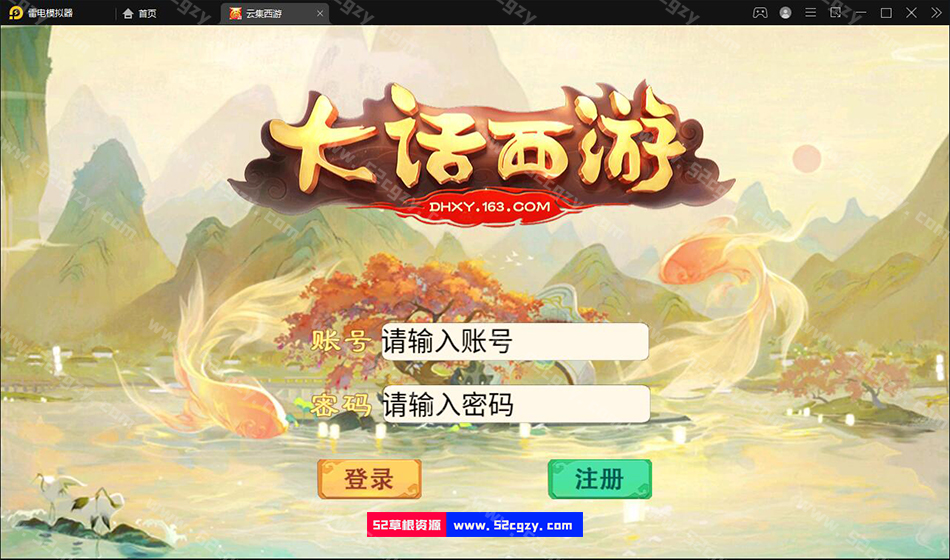 雷电模拟器 首页 云集西游
大话西游
DHXY.163.COM
账号 请输入账号
密码 请输入密码
登录 注册
52草根资源 www.52cgzy.com